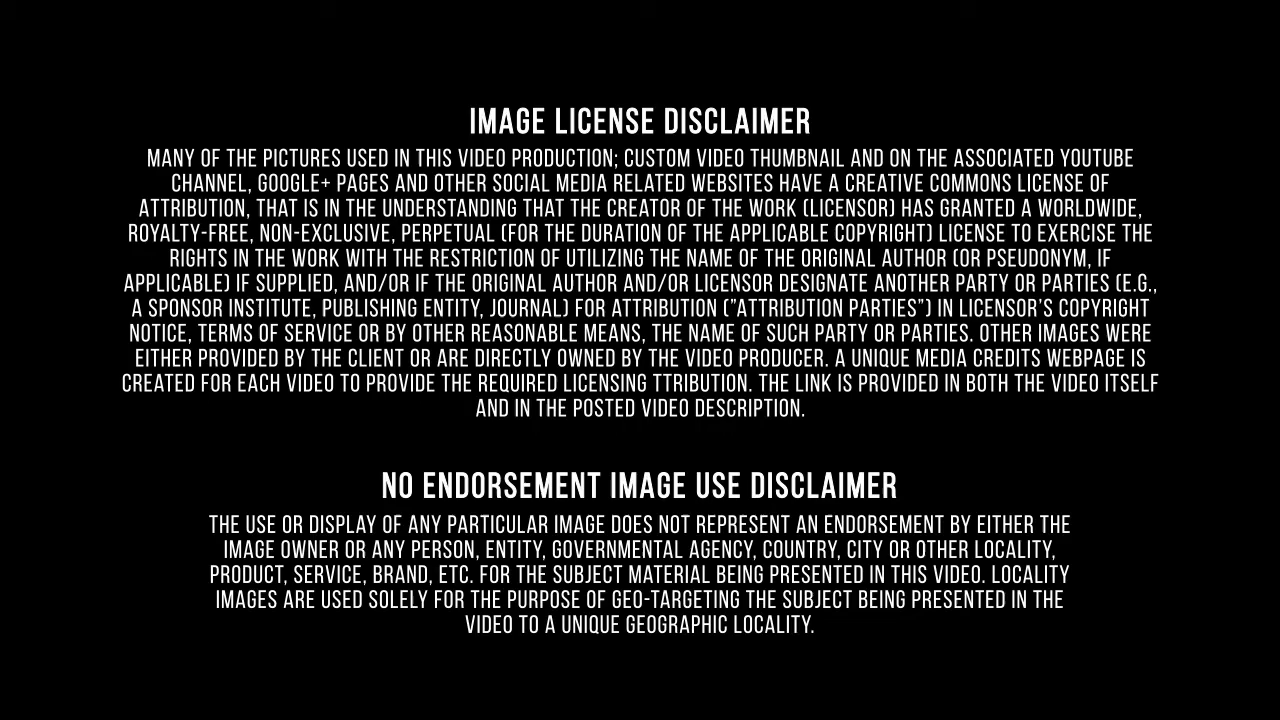 IMAGE LICENSE DISCLAIMER
MANY OF THE PICTURES USED IN THIS VIDEO PRODUCTION; CUSTOM VIDEO THUMBNAIL AND ON THE ASSOCIATED YOUTUBE
CHANNEL, GOOGLE+ PAGES AND OTHER SOCIAL MEDIA RELATED WEBSITES HAVE A CREATIVE COMMONS LICENSE OF
ATTRIBUTION, THAT IS IN THE UNDERSTANDING THAT THE CREATOR OF THE WORK (LICENSOR) HAS GRANTED A WORLDWIDE,
ROYALTY-FREE, NON-EXCLUSIVE, PERPETUAL (FOR THE DURATION OF THE APPLICABLE COPYRIGHT) LICENSE TO EXERCISE THE
RIGHTS IN THE WORK WITH THE RESTRICTION OF UTILIZING THE NAME OF THE ORIGINAL AUTHOR (OR PSEUDONYM, IF
APPLICABLE) IF SUPPLIED, AND/OR IF THE ORIGINAL AUTHOR AND/OR LICENSOR DESIGNATE ANOTHER PARTY OR PARTIES (E.G.,
A SPONSOR INSTITUTE, PUBLISHING ENTITY, JOURNAL) FOR ATTRIBUTION ("ATTRIBUTION PARTIES") IN LICENSOR'S COPYRIGHT
NOTICE, TERMS OF SERVICE OR BY OTHER REASONABLE MEANS, THE NAME OF SUCH PARTY OR PARTIES. OTHER IMAGES WERE
EITHER PROVIDED BY THE CLIENT OR ARE DIRECTLY OWNED BY THE VIDEO PRODUCER. A UNIQUE MEDIA CREDITS WEBPAGE IS
CREATED FOR EACH VIDEO TO PROVIDE THE REQUIRED LICENSING TTRIBUTION. THE LINK IS PROVIDED IN BOTH THE VIDEO ITSELF
AND IN THE POSTED VIDEO DESCRIPTION.
NO ENDORSEMENT IMAGE USE DISCLAIMER
THE USE OR DISPLAY OF ANY PARTICULAR IMAGE DOES NOT REPRESENT AN ENDORSEMENT BY EITHER THE
IMAGE OWNER OR ANY PERSON, ENTITY, GOVERNMENTAL AGENCY, COUNTRY, CITY OR OTHER LOCALITY,
PRODUCT, SERVICE, BRAND, ETC. FOR THE SUBJECT MATERIAL BEING PRESENTED IN THIS VIDEO. LOCALITY
IMAGES ARE USED SOLELY FOR THE PURPOSE OF GEO-TARGETING THE SUBJECT BEING PRESENTED IN THE
VIDEO TO A UNIQUE GEOGRAPHIC LOCALITY.